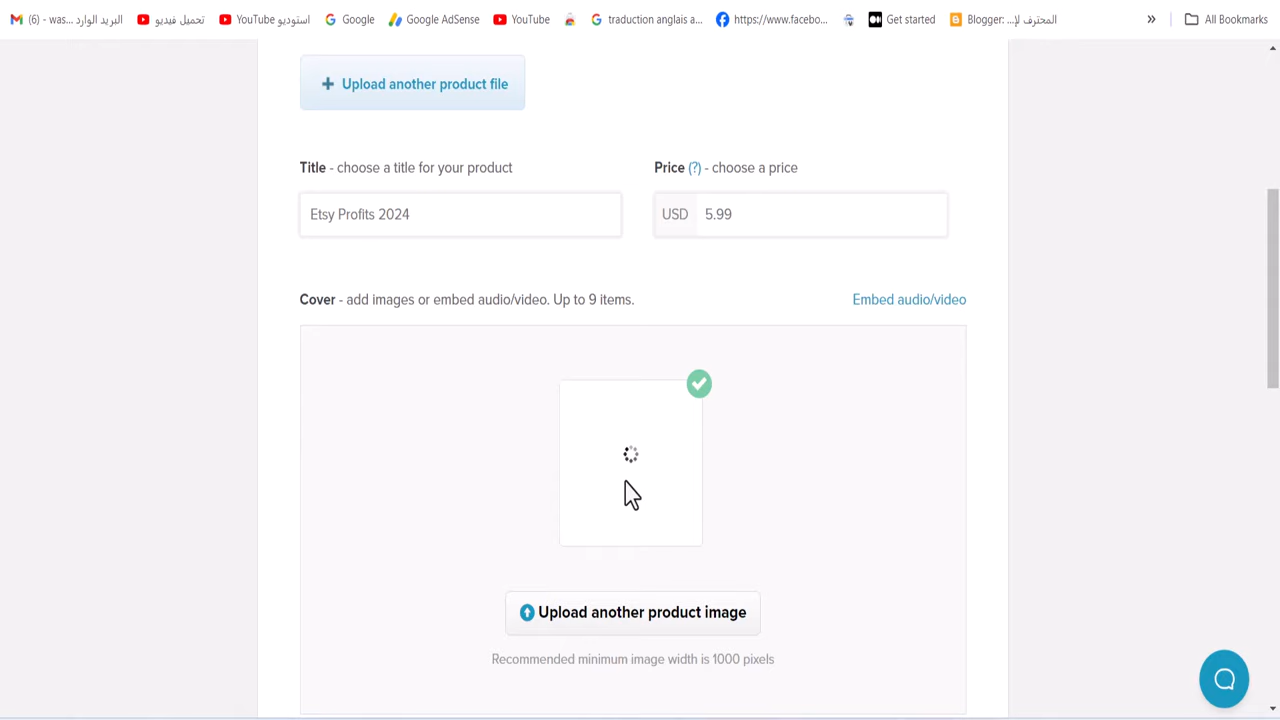 (6) - was... البريد الوارد
تحميل فيديو
استوديو YouTube
Google
Google AdSense
YouTube
traduction anglais a...
https://www.facebo...
Get started
Blogger: ...المحترف لإ
»
All Bookmarks
+ Upload another product file
Title - choose a title for your product
Price (?) - choose a price
Etsy Profits 2024
USD 5.99
Cover - add images or embed audio/video. Up to 9 items.
Embed audio/video
Upload another product image
Recommended minimum image width is 1000 pixels